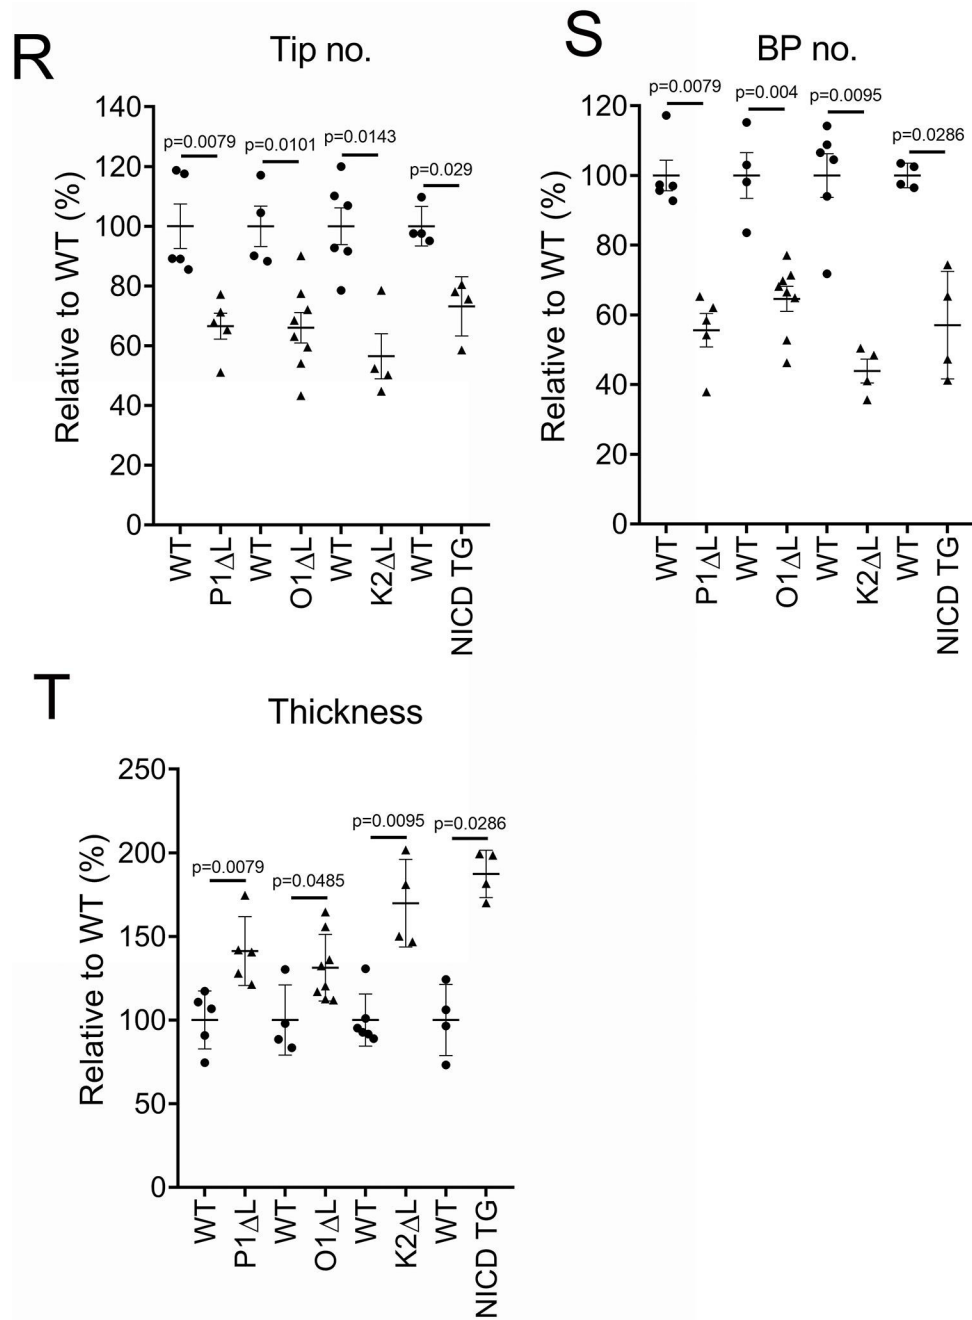 R
Tip no.
Relative to WT (%)
140
120
100
80
60
40
20
0
p=0.0079
p=0.0101
p=0.0143
p=0.029
WT
P1ΔL
WT
O1ΔL
WT
K2ΔL
WT
NICD TG
S
BP no.
Relative to WT (%)
120
100
80
60
40
20
0
p=0.0079
p=0.004
p=0.0095
p=0.0286
WT
P1ΔL
WT
O1ΔL
WT
K2ΔL
WT
NICD TG
T
Thickness
Relative to WT (%)
250
200
150
100
50
0
p=0.0079
p=0.0485
p=0.0095
p=0.0286
WT
P1ΔL
WT
O1ΔL
WT
K2ΔL
WT
NICD TG